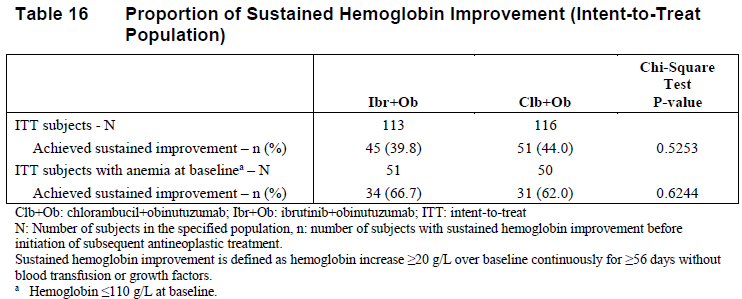 Table 16 Proportion of Sustained Hemoglobin Improvement (Intent-to-Treat
Population)
Chi-Square
Test
Ibr+Ob Clb+Ob P-value
ITT subjects - N 113 116
Achieved sustained improvement – n (%) 45 (39.8) 51 (44.0) 0.5253
ITT subjects with anemia at baselineᵃ – N 51 50
Achieved sustained improvement – n (%) 34 (66.7) 31 (62.0) 0.6244
Clb+Ob: chlorambucil+obinutuzumab; Ibr+Ob: ibrutinib+obinutuzumab; ITT: intent-to-treat
N: Number of subjects in the specified population, n: number of subjects with sustained hemoglobin improvement before
initiation of subsequent antineoplastic treatment.
Sustained hemoglobin improvement is defined as hemoglobin increase ≥20 g/L over baseline continuously for ≥56 days without
blood transfusion or growth factors.
ᵃ Hemoglobin ≤110 g/L at baseline.